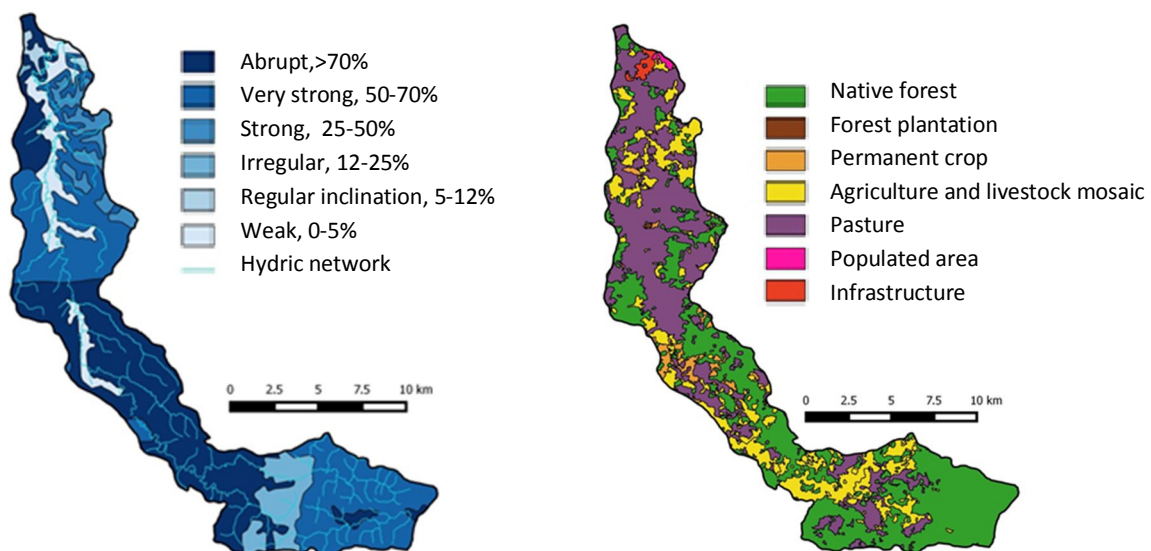 Abrupt,>70%
Very strong, 50-70%
Strong, 25-50%
Irregular, 12-25%
Regular inclination, 5-12%
Weak, 0-5%
Hydric network
0 2.5 5 7.5 10 km
Native forest
Forest plantation
Permanent crop
Agriculture and livestock mosaic
Pasture
Populated area
Infrastructure
0 2.5 5 7.5 10 km